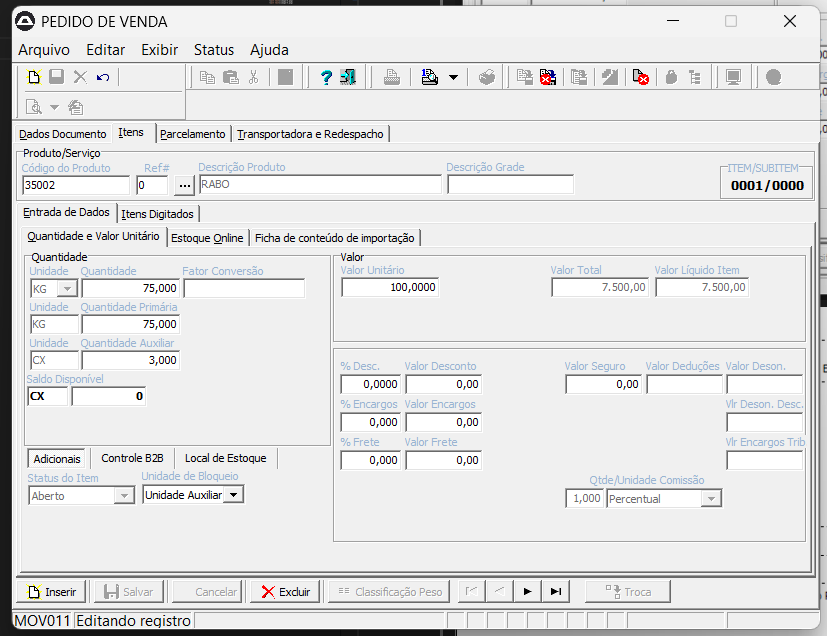 PEDIDO DE VENDA
Arquivo Editar Exibir Status Ajuda
Dados Documento Itens Parcelamento Transportadora e Redespacho
Produto/Serviço
Código do Produto Ref# Descrição Produto Descrição Grade ITEM/SUBITEM
35002 0 ... RABO 0001/0000
Entrada de Dados Itens Digitados
Quantidade e Valor Unitário Estoque Online Ficha de conteúdo de importação
Quantidade Valor
Unidade Quantidade Fator Conversão Valor Unitário Valor Total Valor Líquido Item
KG 75,000 100,0000 7.500,00 7.500,00
Unidade Quantidade Primária
KG 75,000
Unidade Quantidade Auxiliar
CX 3,000
% Desc. Valor Desconto Valor Seguro Valor Deduções Valor Deson.
Saldo Disponível
0,0000 0,00 0,00
CX 0
% Encargos Valor Encargos Vlr Deson. Desc.
0,000 0,00
% Frete Valor Frete Vlr Encargos Trib
0,000 0,00
Adicionais Controle B2B Local de Estoque
Status do Item Unidade de Bloqueio Qtde/Unidade Comissão
Aberto Unidade Auxiliar 1,000 Percentual
Inserir Salvar Cancelar Excluir Classificação Peso Troca
MOV011 Editando registro